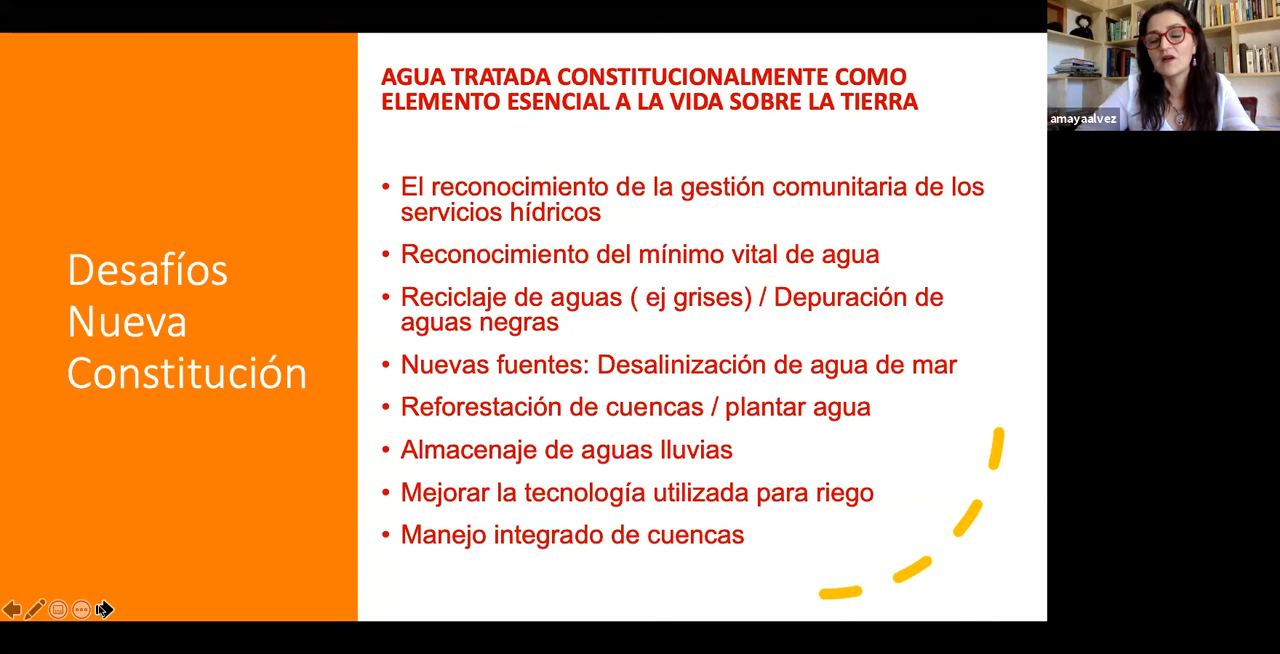 AGUA TRATADA CONSTITUCIONALMENTE COMO
ELEMENTO ESENCIAL A LA VIDA SOBRE LA TIERRA
amayaalvez
Desafíos
Nueva
Constitución
• El reconocimiento de la gestión comunitaria de los
servicios hídricos
• Reconocimiento del mínimo vital de agua
• Reciclaje de aguas ( ej grises) / Depuración de
aguas negras
• Nuevas fuentes: Desalinización de agua de mar
• Reforestación de cuencas / plantar agua
• Almacenaje de aguas lluvias
• Mejorar la tecnología utilizada para riego
• Manejo integrado de cuencas